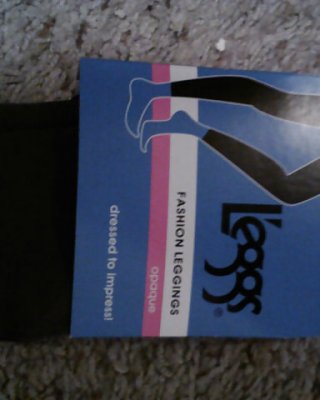 L'eggs®
FASHION LEGGINGS
opaque
dressed to impress!